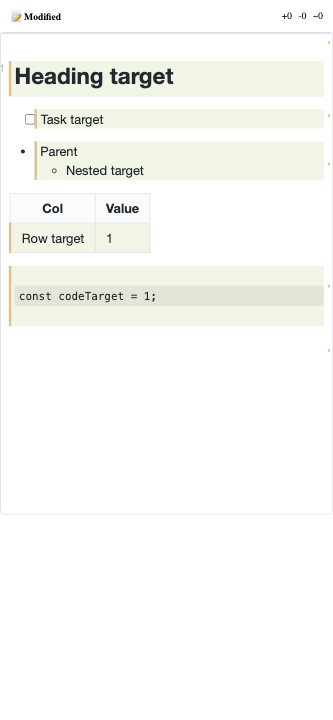 Modified
+0 -0 ~0
1
Heading target
Task target
Parent
Nested target
Col Value
Row target 1
const codeTarget = 1;